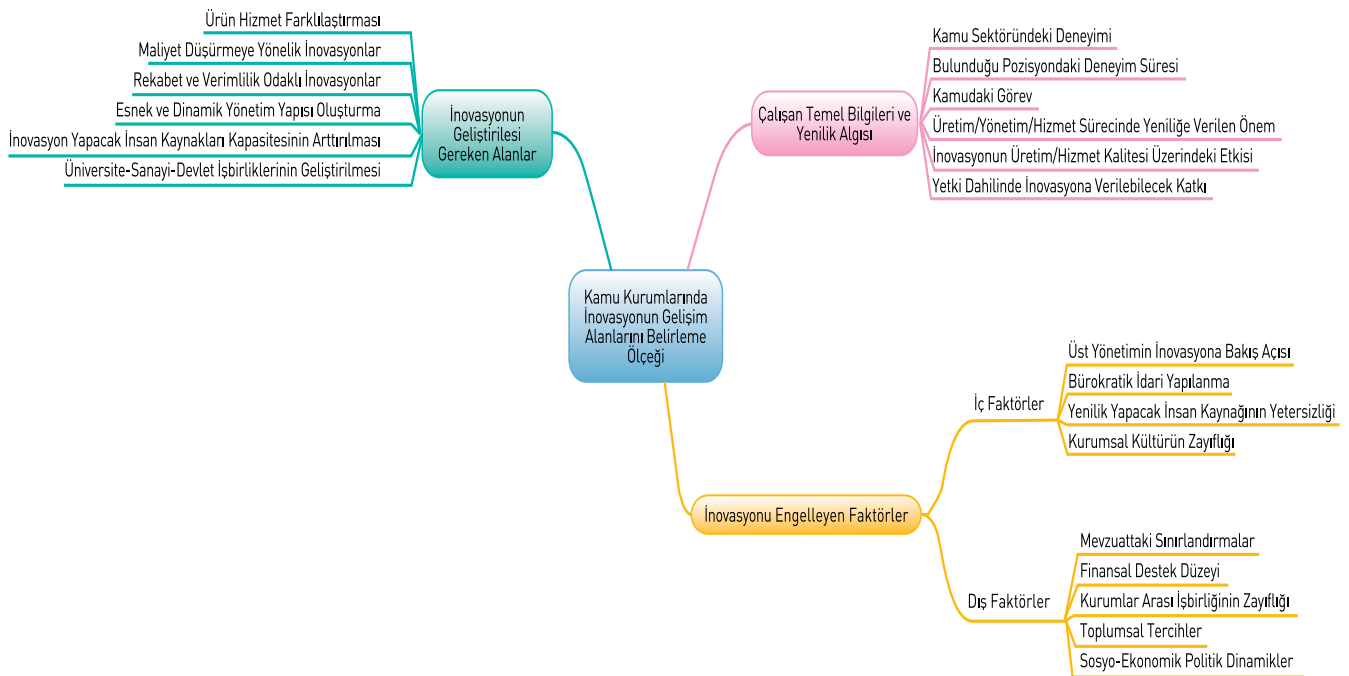 Ürün Hizmet Farklılaştırması
Maliyet Düşürmeye Yönelik İnovasyonlar
Rekabet ve Verimlilik Odaklı İnovasyonlar
Esnek ve Dinamik Yönetim Yapısı Oluşturma
İnovasyon Yapacak İnsan Kaynakları Kapasitesinin Arttırılması
Üniversite-Sanayi-Devlet İşbirliklerinin Geliştirilmesi
İnovasyonun
Geliştirilesi
Gereken Alanlar
Çalışan Temel Bilgileri ve
Yenilik Algısı
Kamu Sektöründeki Deneyimi
Bulunduğu Pozisyondaki Deneyim Süresi
Kamudaki Görev
Üretim/Yönetim/Hizmet Sürecinde Yeniliğe Verilen Önem
İnovasyonun Üretim/Hizmet Kalitesi Üzerindeki Etkisi
Yetki Dahilinde İnovasyona Verilebilecek Katkı
Kamu Kurumlarında
İnovasyonun Gelişim
Alanlarını Belirleme
Ölçeği
İnovasyonu Engelleyen Faktörler
İç Faktörler
Üst Yönetimin İnovasyona Bakış Açısı
Bürokratik İdari Yapılanma
Yenilik Yapacak İnsan Kaynağının Yetersizliği
Kurumsal Kültürün Zayıflığı
Dış Faktörler
Mevzuattaki Sınırlandırmalar
Finansal Destek Düzeyi
Kurumlar Arası İşbirliğinin Zayıflığı
Toplumsal Tercihler
Sosyo-Ekonomik Politik Dinamikler